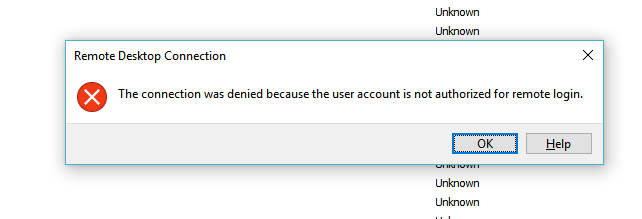 Unknown
Unknown
Remote Desktop Connection
The connection was denied because the user account is not authorized for remote login.
OK
Help
Unknown
Unknown
Unknown